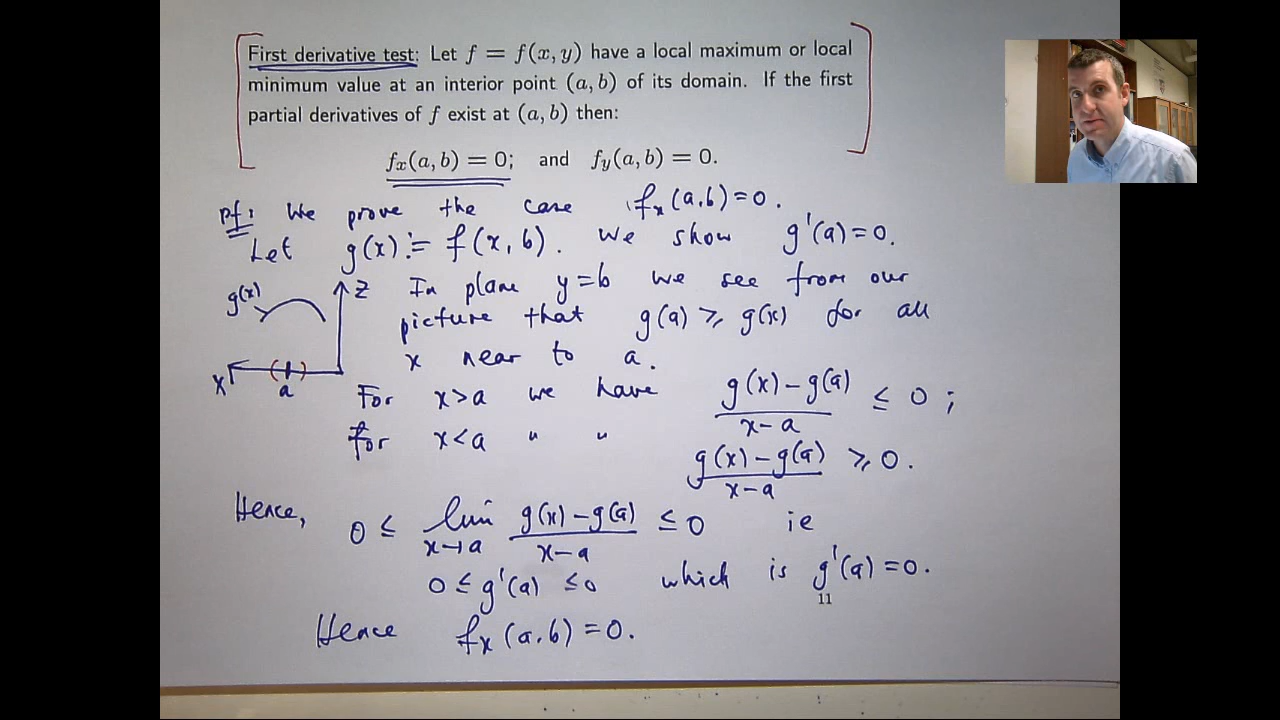 First derivative test: Let f = f(x, y) have a local maximum or local
minimum value at an interior point (a, b) of its domain. If the first
partial derivatives of f exist at (a, b) then:
fx(a, b) = 0; and fy(a, b) = 0.
pf: We prove the case fx(a,b)=0.
Let g(x) := f(x,b). We show g'(a)=0.
g(x) z In plane y=b we see from our
picture that g(a) ≥ g(x) for all
x near to a.
x a
For x>a we have g(x)-g(a) / x-a ≤ 0 ;
for x<a " " g(x)-g(a) / x-a ≥ 0.
Hence, 0 ≤ lim x→a g(x)-g(a) / x-a ≤ 0 ie
0 ≤ g'(a) ≤ 0 which is g'(a)=0.
11
Hence fx(a,b)=0.